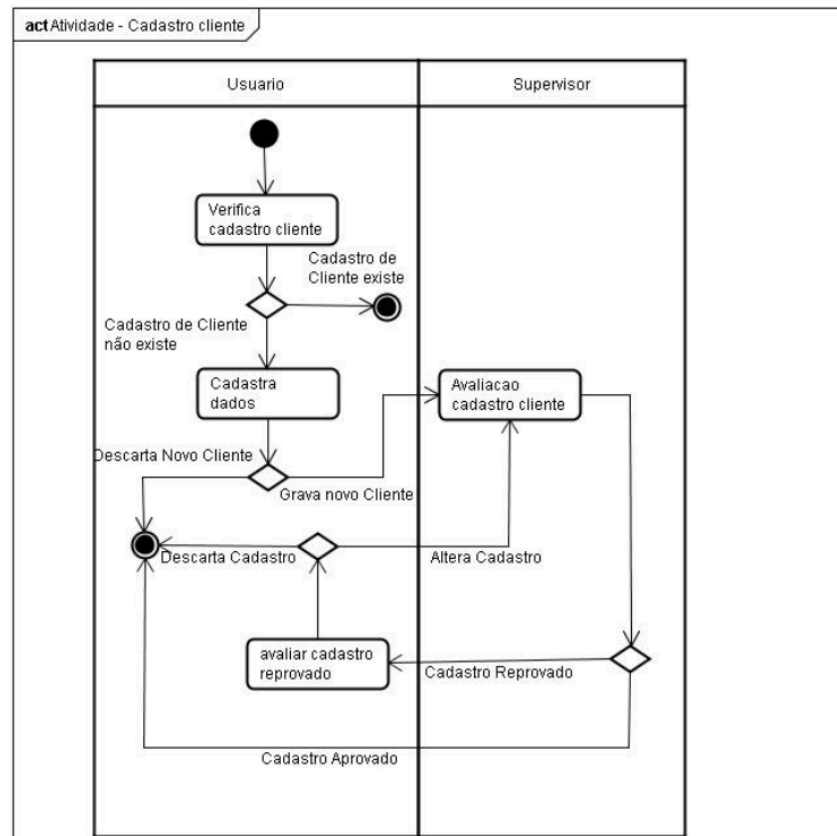 act Atividade - Cadastro cliente
Usuario
Supervisor
Verifica
cadastro cliente
Cadastro de
Cliente existe
Cadastro de Cliente
não existe
Cadastra
dados
Avaliacao
cadastro cliente
Descarta Novo Cliente
Grava novo Cliente
Descarta Cadastro
Altera Cadastro
avaliar cadastro
reprovado
Cadastro Reprovado
Cadastro Aprovado